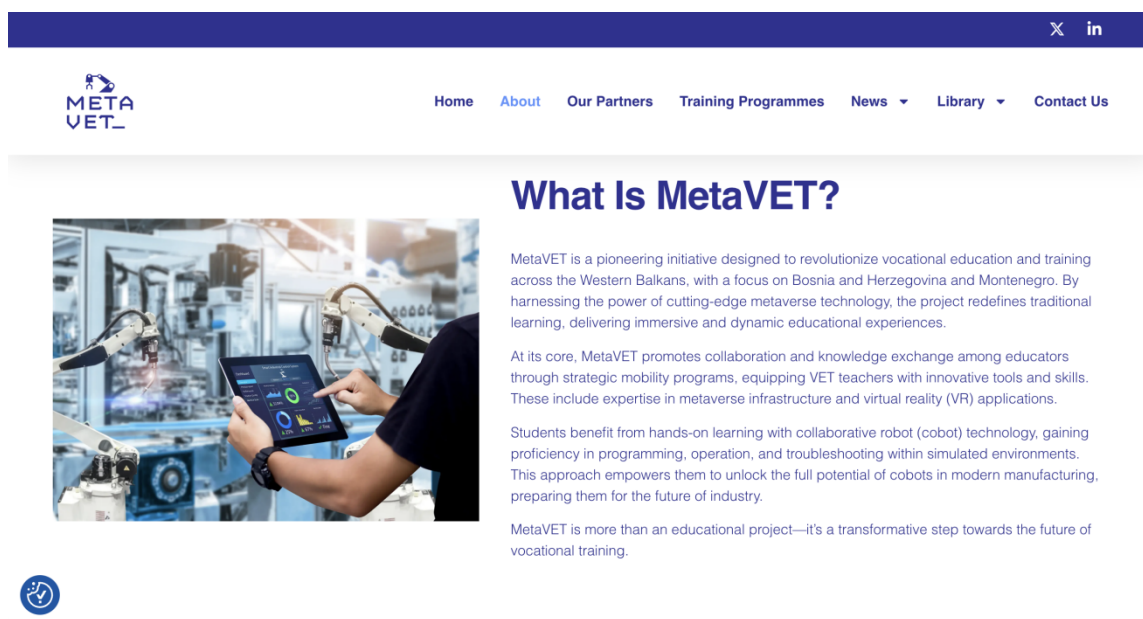 META
VET_
Home About Our Partners Training Programmes News Library Contact Us
What Is MetaVET?
MetaVET is a pioneering initiative designed to revolutionize vocational education and training
across the Western Balkans, with a focus on Bosnia and Herzegovina and Montenegro. By
harnessing the power of cutting-edge metaverse technology, the project redefines traditional
learning, delivering immersive and dynamic educational experiences.
At its core, MetaVET promotes collaboration and knowledge exchange among educators
through strategic mobility programs, equipping VET teachers with innovative tools and skills.
These include expertise in metaverse infrastructure and virtual reality (VR) applications.
Students benefit from hands-on learning with collaborative robot (cobot) technology, gaining
proficiency in programming, operation, and troubleshooting within simulated environments.
This approach empowers them to unlock the full potential of cobots in modern manufacturing,
preparing them for the future of industry.
MetaVET is more than an educational project—it’s a transformative step towards the future of
vocational training.